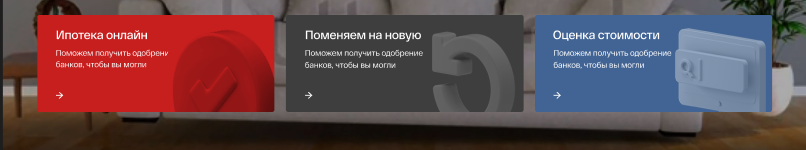 Ипотека онлайн
Поможем получить одобрени
банков, чтобы вы могли
Поменяем на новую
Поможем получить одобрение
банков, чтобы вы могли
Оценка стоимости
Поможем получить одобрение
банков, чтобы вы могли